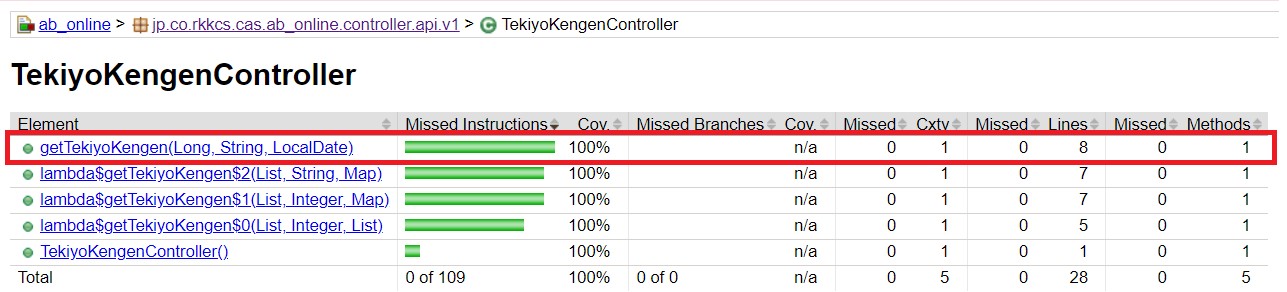 ab_online > jp.co.rkkcs.cas.ab_online.controller.api.v1 > TekiyoKengenController
TekiyoKengenController
Element Missed Instructions Cov. Missed Branches Cov. Missed Cxty Missed Lines Missed Methods
getTekiyoKengen(Long, String, LocalDate) 100% n/a 0 1 0 8 0 1
lambda$getTekiyoKengen$2(List, String, Map) 100% n/a 0 1 0 7 0 1
lambda$getTekiyoKengen$1(List, Integer, Map) 100% n/a 0 1 0 7 0 1
lambda$getTekiyoKengen$0(List, Integer, List) 100% n/a 0 1 0 5 0 1
TekiyoKengenController() 100% n/a 0 1 0 1 0 1
Total 0 of 109 100% 0 of 0 n/a 0 5 0 28 0 5